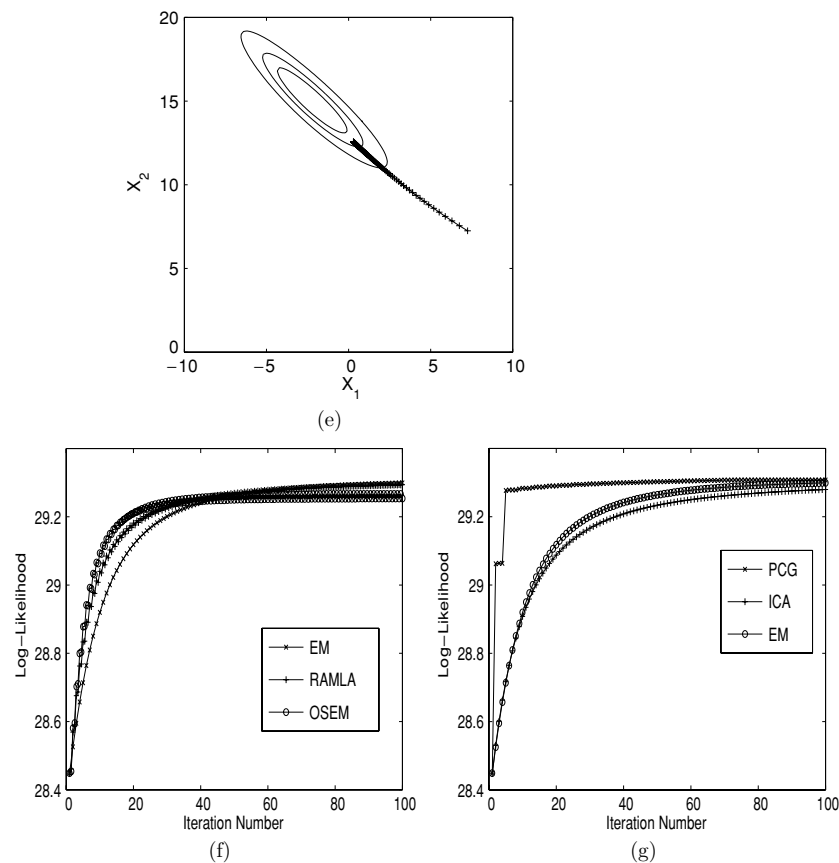 20
15
X2
10
5
0
−10 −5 0 5 10
X1
(e)
29.2
29
Log−Likelihood
28.8
28.6
28.4
EM
RAMLA
OSEM
0 20 40 60 80 100
Iteration Number
(f)
29.2
29
Log−Likelihood
28.8
28.6
28.4
PCG
ICA
EM
0 20 40 60 80 100
Iteration Number
(g)